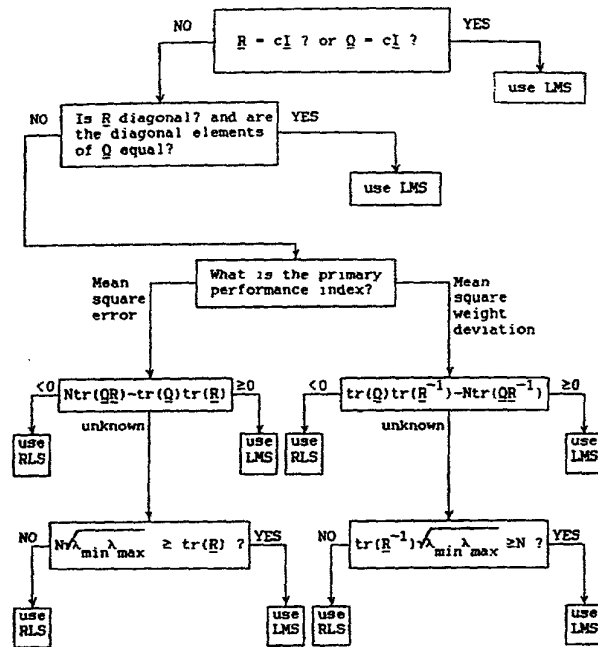 NO
R = cI ? or Q = cI ?
YES
use LMS
NO
Is R diagonal? and are
the diagonal elements
of Q equal?
YES
use LMS
What is the primary
performance index?
Mean
square
error
Mean
square
weight
deviation
<0
Ntr(QR)-tr(Q)tr(R)
≥0
<0
tr(Q)tr(R⁻¹)-Ntr(QR⁻¹)
≥0
use
RLS
unknown
use
LMS
use
RLS
unknown
use
LMS
NO
N√λminλmax ≥ tr(R) ?
YES
NO
tr(R⁻¹)√λminλmax ≥N ?
YES
use
RLS
use
LMS
use
RLS
use
LMS